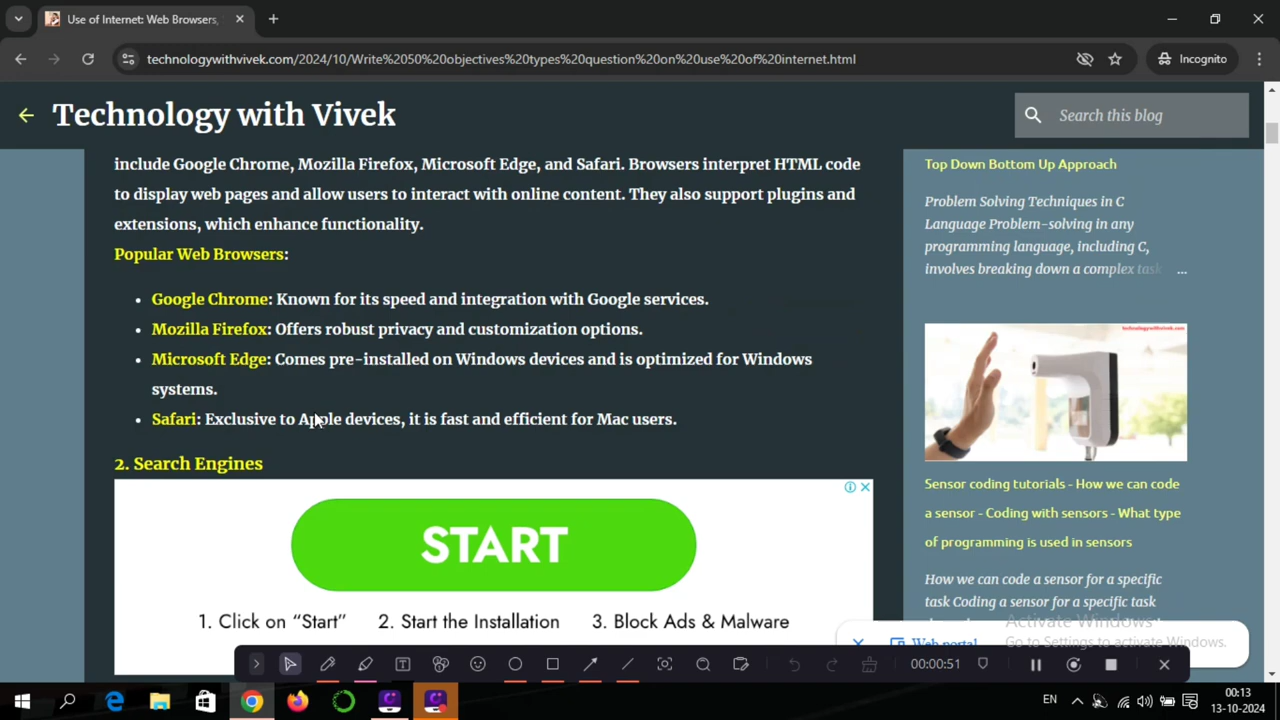 Use of Internet: Web Browsers,
technologywithvivek.com/2024/10/Write%2050%20objectives%20types%20question%20on%20use%20of%20internet.html
Incognito
Technology with Vivek
Search this blog
include Google Chrome, Mozilla Firefox, Microsoft Edge, and Safari. Browsers interpret HTML code
to display web pages and allow users to interact with online content. They also support plugins and
extensions, which enhance functionality.
Popular Web Browsers:
• Google Chrome: Known for its speed and integration with Google services.
• Mozilla Firefox: Offers robust privacy and customization options.
• Microsoft Edge: Comes pre-installed on Windows devices and is optimized for Windows
systems.
• Safari: Exclusive to Apple devices, it is fast and efficient for Mac users.
2. Search Engines
START
1. Click on “Start” 2. Start the Installation 3. Block Ads & Malware
Top Down Bottom Up Approach
Problem Solving Techniques in C
Language Problem-solving in any
programming language, including C,
involves breaking down a complex task
...
technologywithvivek.com
Sensor coding tutorials - How we can code
a sensor - Coding with sensors - What type
of programming is used in sensors
How we can code a sensor for a specific
task Coding a sensor for a specific task
Activate Windows
Go to Settings to activate Windows.
Web portal
00:00:51
EN
00:13
13-10-2024